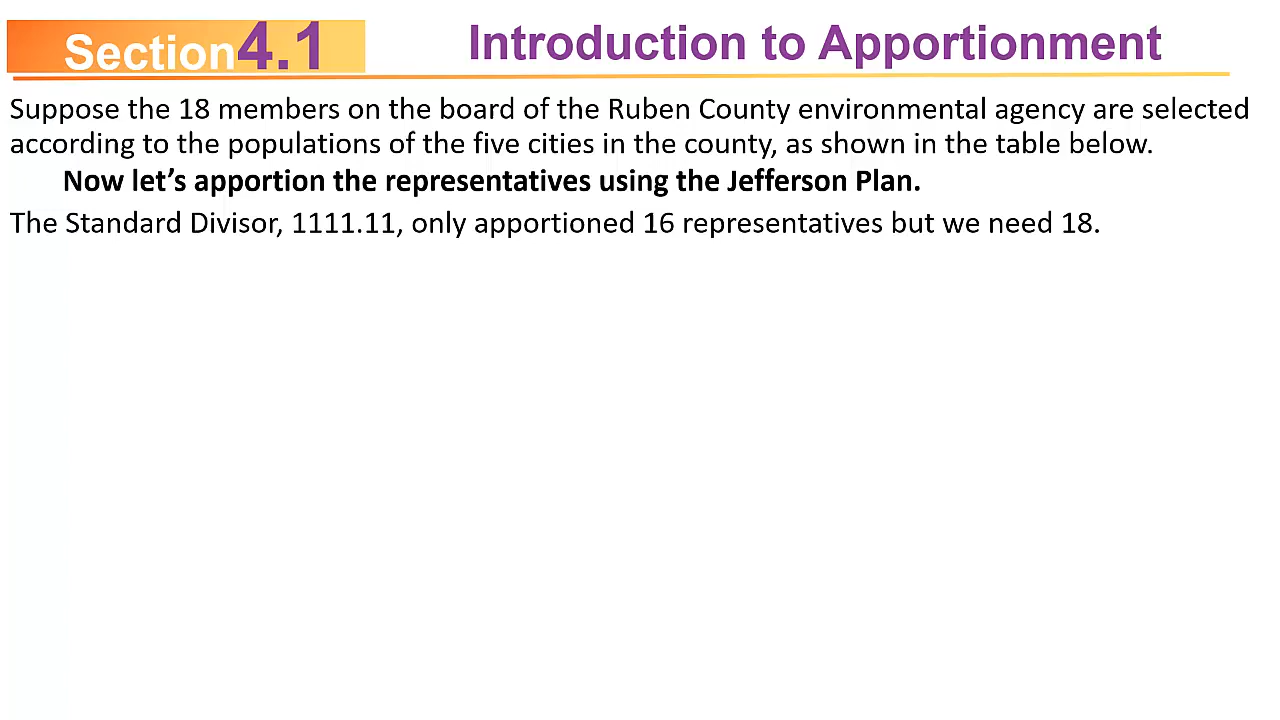 Section4.1
Introduction to Apportionment
Suppose the 18 members on the board of the Ruben County environmental agency are selected
according to the populations of the five cities in the county, as shown in the table below.
Now let’s apportion the representatives using the Jefferson Plan.
The Standard Divisor, 1111.11, only apportioned 16 representatives but we need 18.